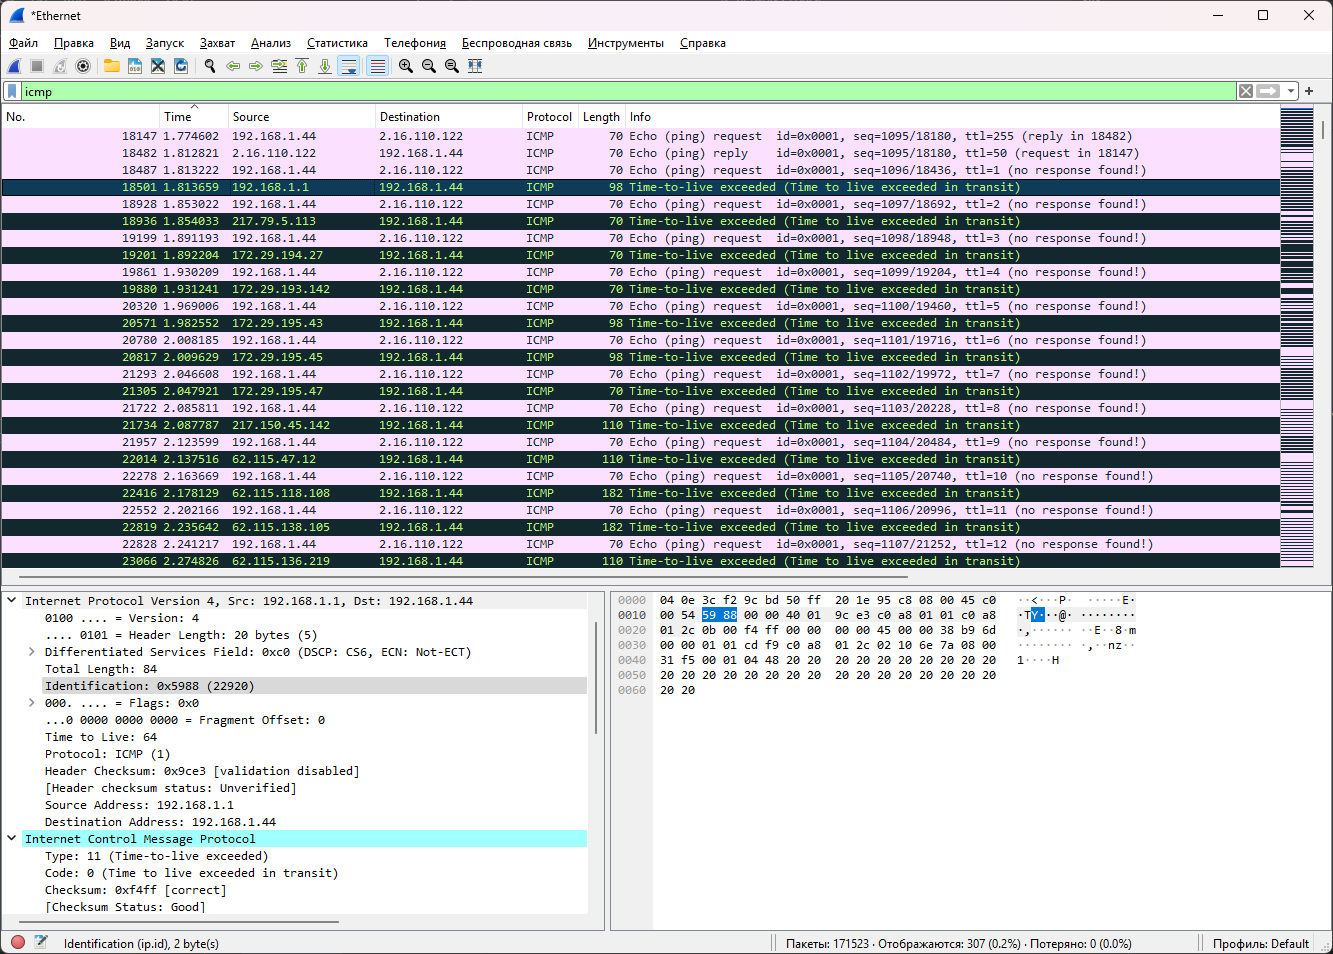 *Ethernet
Файл Правка Вид Запуск Захват Анализ Статистика Телефония Беспроводная связь Инструменты Справка
icmp
No. Time Source Destination Protocol Length Info
18147 1.774602 192.168.1.44 2.16.110.122 ICMP 70 Echo (ping) request id=0x0001, seq=1095/18180, ttl=255 (reply in 18482)
18482 1.812821 2.16.110.122 192.168.1.44 ICMP 70 Echo (ping) reply id=0x0001, seq=1095/18180, ttl=50 (request in 18147)
18487 1.813222 192.168.1.44 2.16.110.122 ICMP 70 Echo (ping) request id=0x0001, seq=1096/18436, ttl=1 (no response found!)
18501 1.813659 192.168.1.1 192.168.1.44 ICMP 98 Time-to-live exceeded (Time to live exceeded in transit)
18928 1.853022 192.168.1.44 2.16.110.122 ICMP 70 Echo (ping) request id=0x0001, seq=1097/18692, ttl=2 (no response found!)
18936 1.854033 217.79.5.113 192.168.1.44 ICMP 70 Time-to-live exceeded (Time to live exceeded in transit)
19199 1.891193 192.168.1.44 2.16.110.122 ICMP 70 Echo (ping) request id=0x0001, seq=1098/18948, ttl=3 (no response found!)
19201 1.892204 172.29.194.27 192.168.1.44 ICMP 70 Time-to-live exceeded (Time to live exceeded in transit)
19861 1.930209 192.168.1.44 2.16.110.122 ICMP 70 Echo (ping) request id=0x0001, seq=1099/19204, ttl=4 (no response found!)
19880 1.931241 172.29.193.142 192.168.1.44 ICMP 70 Time-to-live exceeded (Time to live exceeded in transit)
20320 1.969006 192.168.1.44 2.16.110.122 ICMP 70 Echo (ping) request id=0x0001, seq=1100/19460, ttl=5 (no response found!)
20571 1.982552 172.29.195.43 192.168.1.44 ICMP 98 Time-to-live exceeded (Time to live exceeded in transit)
20780 2.008185 192.168.1.44 2.16.110.122 ICMP 70 Echo (ping) request id=0x0001, seq=1101/19716, ttl=6 (no response found!)
20817 2.009629 172.29.195.45 192.168.1.44 ICMP 98 Time-to-live exceeded (Time to live exceeded in transit)
21293 2.046608 192.168.1.44 2.16.110.122 ICMP 70 Echo (ping) request id=0x0001, seq=1102/19972, ttl=7 (no response found!)
21305 2.047921 172.29.195.47 192.168.1.44 ICMP 70 Time-to-live exceeded (Time to live exceeded in transit)
21722 2.085811 192.168.1.44 2.16.110.122 ICMP 70 Echo (ping) request id=0x0001, seq=1103/20228, ttl=8 (no response found!)
21734 2.087787 217.150.45.142 192.168.1.44 ICMP 110 Time-to-live exceeded (Time to live exceeded in transit)
21957 2.123599 192.168.1.44 2.16.110.122 ICMP 70 Echo (ping) request id=0x0001, seq=1104/20484, ttl=9 (no response found!)
22014 2.137516 62.115.47.12 192.168.1.44 ICMP 110 Time-to-live exceeded (Time to live exceeded in transit)
22278 2.163669 192.168.1.44 2.16.110.122 ICMP 70 Echo (ping) request id=0x0001, seq=1105/20740, ttl=10 (no response found!)
22416 2.178129 62.115.118.108 192.168.1.44 ICMP 182 Time-to-live exceeded (Time to live exceeded in transit)
22552 2.202166 192.168.1.44 2.16.110.122 ICMP 70 Echo (ping) request id=0x0001, seq=1106/20996, ttl=11 (no response found!)
22819 2.235642 62.115.138.105 192.168.1.44 ICMP 182 Time-to-live exceeded (Time to live exceeded in transit)
22828 2.241217 192.168.1.44 2.16.110.122 ICMP 70 Echo (ping) request id=0x0001, seq=1107/21252, ttl=12 (no response found!)
23066 2.274826 62.115.136.219 192.168.1.44 ICMP 110 Time-to-live exceeded (Time to live exceeded in transit)
Internet Protocol Version 4, Src: 192.168.1.1, Dst: 192.168.1.44
0100 .... = Version: 4
.... 0101 = Header Length: 20 bytes (5)
Differentiated Services Field: 0xc0 (DSCP: CS6, ECN: Not-ECT)
Total Length: 84
Identification: 0x5988 (22920)
000. .... = Flags: 0x0
...0 0000 0000 0000 = Fragment Offset: 0
Time to Live: 64
Protocol: ICMP (1)
Header Checksum: 0x9ce3 [validation disabled]
[Header checksum status: Unverified]
Source Address: 192.168.1.1
Destination Address: 192.168.1.44
Internet Control Message Protocol
Type: 11 (Time-to-live exceeded)
Code: 0 (Time to live exceeded in transit)
Checksum: 0xf4ff [correct]
[Checksum Status: Good]
0000 04 0e 3c f2 9c bd 50 ff 20 1e 95 c8 08 00 45 c0 ··<···P· ·····E·
0010 00 54 59 88 00 00 40 01 9c e3 c0 a8 01 01 c0 a8 ·TY···@· ········
0020 01 2c 0b 00 f4 ff 00 00 00 00 45 00 00 38 b9 6d ·,······ ··E··8·m
0030 00 00 01 01 cd f9 c0 a8 01 2c 02 10 6e 7a 08 00 ········ ·,··nz··
0040 31 f5 00 01 04 48 20 20 20 20 20 20 20 20 20 20 1····H
0050 20 20 20 20 20 20 20 20 20 20 20 20 20 20 20 20
0060 20 20
Identification (ip.id), 2 byte(s)
Пакеты: 171523 · Отображаются: 307 (0.2%) · Потеряно: 0 (0.0%)
Профиль: Default